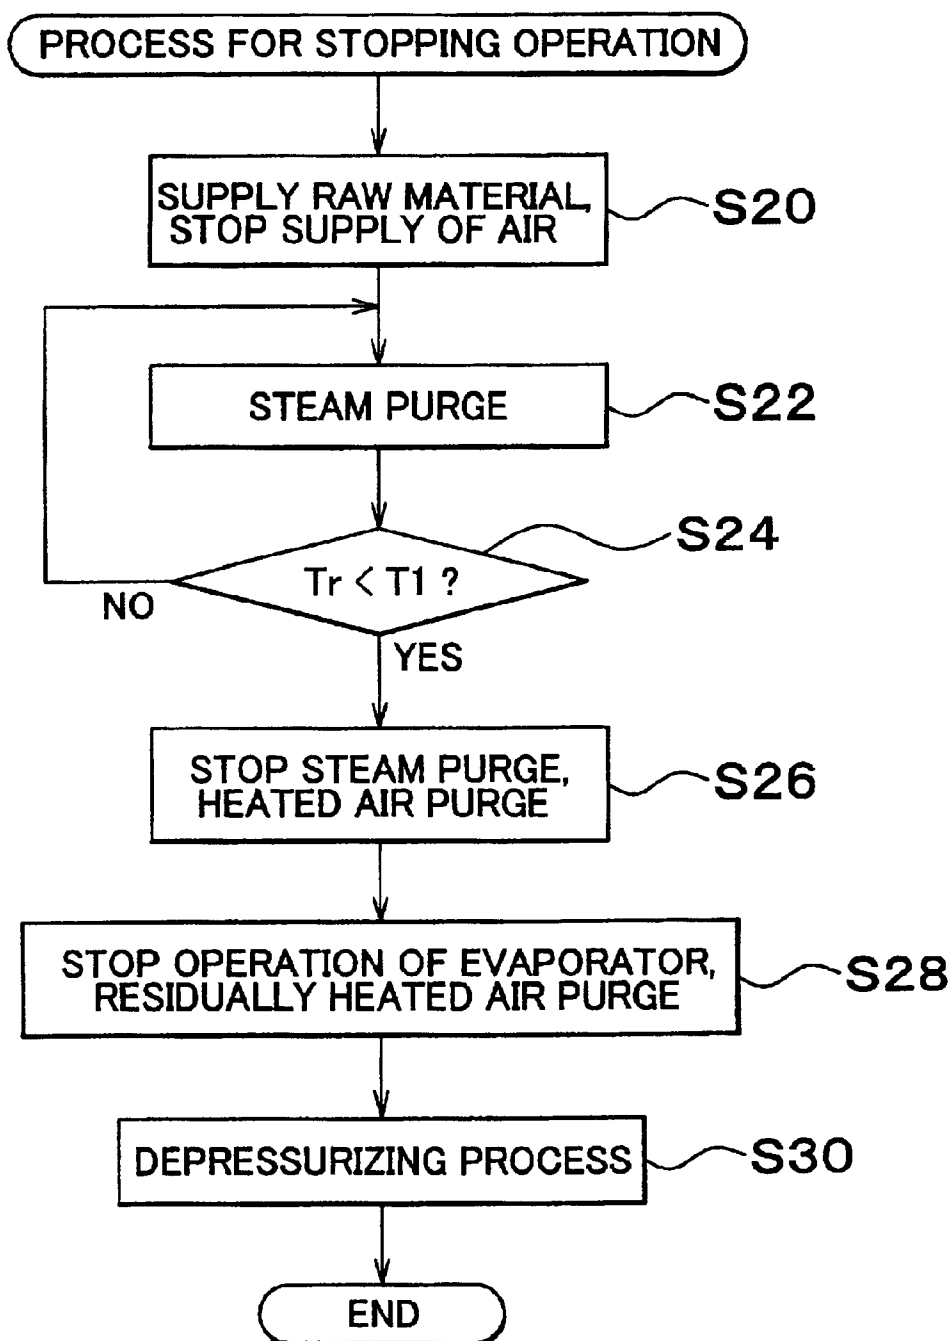 PROCESS FOR STOPPING OPERATION
SUPPLY RAW MATERIAL,
STOP SUPPLY OF AIR
S20
STEAM PURGE
S22
Tr < T1 ?
S24
NO
YES
STOP STEAM PURGE,
HEATED AIR PURGE
S26
STOP OPERATION OF EVAPORATOR,
RESIDUALLY HEATED AIR PURGE
S28
DEPRESSURIZING PROCESS
S30
END